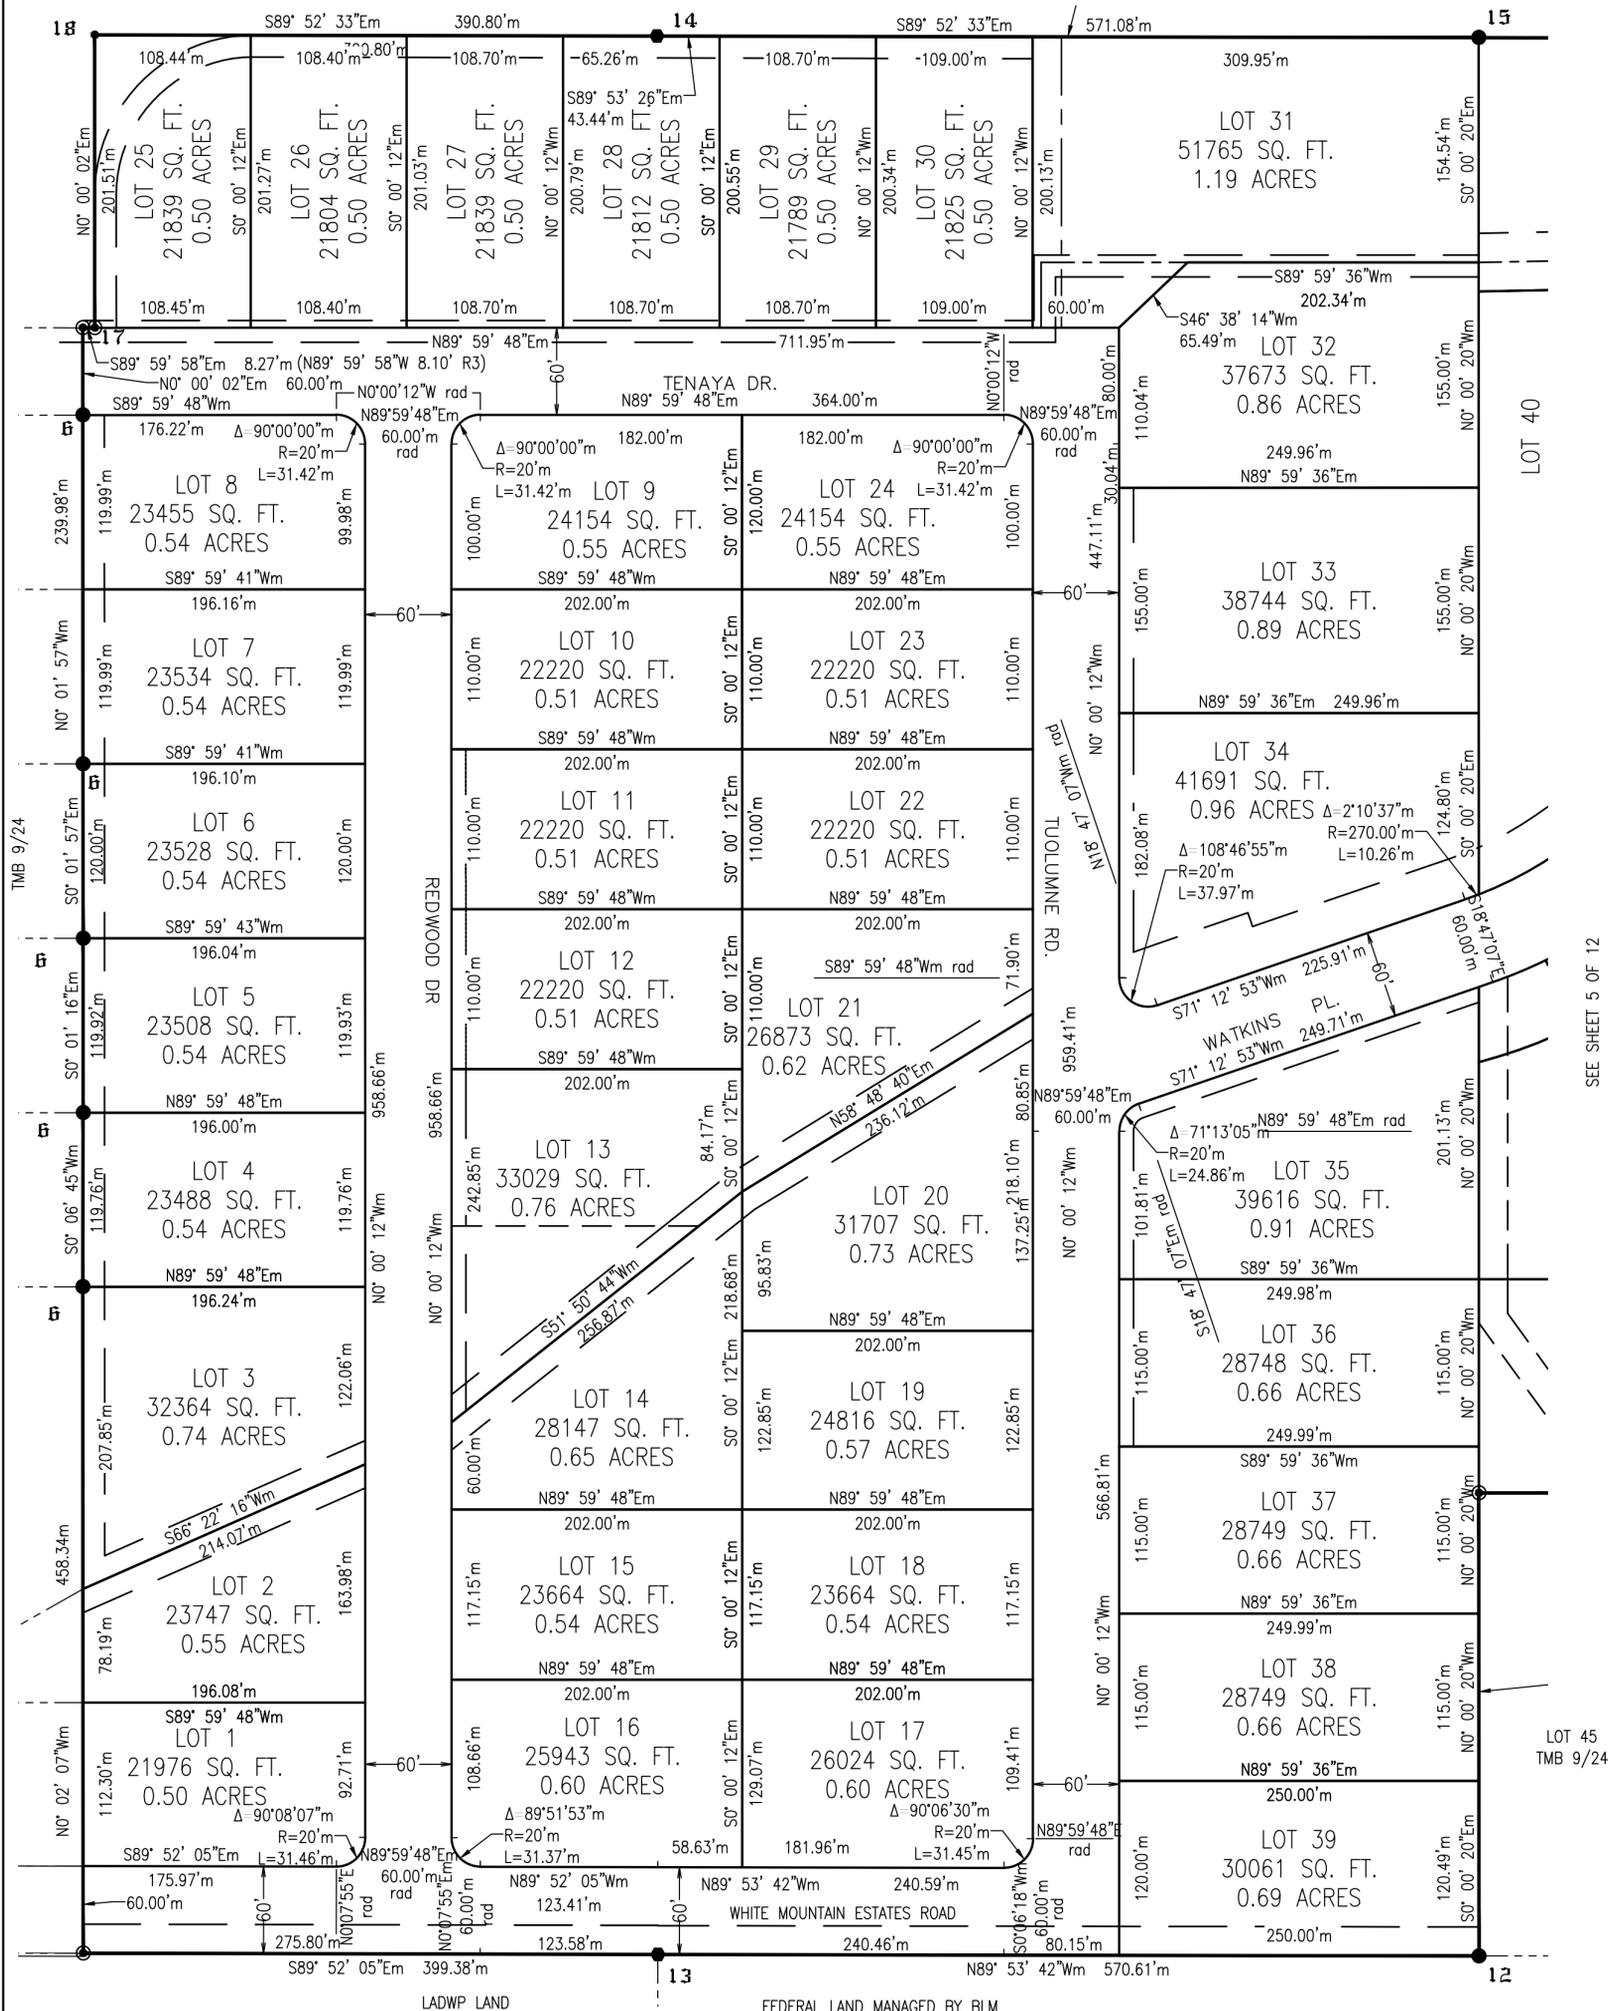 18
S89° 52' 33"Em
390.80'm
14
S89° 52' 33"Em
571.08'm
15
108.44'm
108.40'm
108.70'm
65.26'm
108.70'm
109.00'm
309.95'm
S89° 53' 26"Em
43.44'm
N0° 00' 02"Em
201.51'm
LOT 25
21839 SQ. FT.
0.50 ACRES
S0° 00' 12"Em
201.27'm
LOT 26
21804 SQ. FT.
0.50 ACRES
S0° 00' 12"Em
201.03'm
LOT 27
21839 SQ. FT.
0.50 ACRES
N0° 00' 12"Wm
200.79'm
LOT 28
21812 SQ. FT.
0.50 ACRES
S0° 00' 12"Em
200.55'm
LOT 29
21789 SQ. FT.
0.50 ACRES
N0° 00' 12"Wm
200.34'm
LOT 30
21825 SQ. FT.
0.50 ACRES
N0° 00' 12"Wm
200.13'm
LOT 31
51765 SQ. FT.
1.19 ACRES
154.54'm
S0° 00' 20"Em
108.45'm
108.40'm
108.70'm
108.70'm
108.70'm
109.00'm
60.00'm
S89° 59' 36"Wm
202.34'm
S46° 38' 14"Wm
65.49'm
17
N89° 59' 48"Em
711.95'm
S89° 59' 58"Em 8.27'm (N89° 59' 58"W 8.10' R3)
N0° 00' 02"Em 60.00'm
60'
N0°00'12"W rad
TENAYA DR.
N0°00'12"W
rad
80.00'm
LOT 32
37673 SQ. FT.
0.86 ACRES
110.04'm
155.00'm
N0° 00' 20"Wm
249.96'm
N89° 59' 36"Em
30.04'm
6
S89° 59' 48"Wm
176.22'm
Δ=90°00'00"m
R=20'm
L=31.42'm
N89°59'48"Em
60.00'm
rad
N89° 59' 48"Em
364.00'm
182.00'm
182.00'm
Δ=90°00'00"m
R=20'm
L=31.42'm
Δ=90°00'00"m
R=20'm
L=31.42'm
N89°59'48"Em
60.00'm
rad
LOT 40
239.98'm
119.99'm
LOT 8
23455 SQ. FT.
0.54 ACRES
99.98'm
100.00'm
LOT 9
24154 SQ. FT.
0.55 ACRES
S0° 00' 12"Em
120.00'm
LOT 24
24154 SQ. FT.
0.55 ACRES
100.00'm
447.11'm
S89° 59' 41"Wm
196.16'm
S89° 59' 48"Wm
202.00'm
N89° 59' 48"Em
202.00'm
60'
60'
LOT 33
38744 SQ. FT.
0.89 ACRES
155.00'm
155.00'm
N0° 00' 20"Wm
N0° 01' 57"Wm
119.99'm
LOT 7
23534 SQ. FT.
0.54 ACRES
119.99'm
110.00'm
LOT 10
22220 SQ. FT.
0.51 ACRES
S0° 00' 12"Em
110.00'm
LOT 23
22220 SQ. FT.
0.51 ACRES
110.00'm
N0° 00' 12"Wm
N89° 59' 36"Em 249.96'm
S89° 59' 41"Wm
196.10'm
6
S89° 59' 48"Wm
202.00'm
N89° 59' 48"Em
202.00'm
N18° 47' 07"Wm rad
LOT 34
41691 SQ. FT.
0.96 ACRES
Δ=2°10'37"m
R=270.00'm
L=10.26'm
124.80'm
S0° 00' 20"Em
Δ=108°46'55"m
R=20'm
L=37.97'm
182.08'm
TMB 9/24
S0° 01' 57"Em
120.00'm
LOT 6
23528 SQ. FT.
0.54 ACRES
120.00'm
REDWOOD DR
110.00'm
LOT 11
22220 SQ. FT.
0.51 ACRES
S0° 00' 12"Em
110.00'm
LOT 22
22220 SQ. FT.
0.51 ACRES
110.00'm
TUOLUMNE RD.
S89° 59' 43"Wm
196.04'm
6
S89° 59' 48"Wm
202.00'm
N89° 59' 48"Em
202.00'm
S89° 59' 48"Wm rad
71.90'm
S18°47'07"E
60.00'm
S71° 12' 53"Wm
225.91'm
60'
WATKINS PL.
S71° 12' 53"Wm
249.71'm
SEE SHEET 5 OF 12
S0° 01' 16"Em
119.92'm
LOT 5
23508 SQ. FT.
0.54 ACRES
119.93'm
110.00'm
LOT 12
22220 SQ. FT.
0.51 ACRES
S0° 00' 12"Em
110.00'm
LOT 21
26873 SQ. FT.
0.62 ACRES
N58° 48' 40"Em
236.12'm
959.41'm
80.85'm
N89°59'48"Em
60.00'm
958.66'm
958.66'm
S89° 59' 48"Wm
202.00'm
N89° 59' 48"Em
196.00'm
6
Δ=71°13'05"m
R=20'm
L=24.86'm
N89° 59' 48"Em rad
201.13'm
N0° 00' 20"Wm
S0° 06' 45"Wm
119.76'm
LOT 4
23488 SQ. FT.
0.54 ACRES
119.76'm
N0° 00' 12"Wm
242.85'm
N0° 00' 12"Wm
LOT 13
33029 SQ. FT.
0.76 ACRES
84.17'm
S0° 00' 12"Em
LOT 20
31707 SQ. FT.
0.73 ACRES
218.10'm
137.25'm
N0° 00' 12"Wm
101.81'm
S18° 47' 07"Em rad
LOT 35
39616 SQ. FT.
0.91 ACRES
S89° 59' 36"Wm
249.98'm
N89° 59' 48"Em
196.24'm
6
S51° 50' 44"Wm
256.87'm
218.68'm
95.83'm
N89° 59' 48"Em
202.00'm
LOT 36
28748 SQ. FT.
0.66 ACRES
115.00'm
115.00'm
N0° 00' 20"Wm
249.99'm
S89° 59' 36"Wm
207.85'm
LOT 3
32364 SQ. FT.
0.74 ACRES
122.06'm
LOT 14
28147 SQ. FT.
0.65 ACRES
60.00'm
S0° 00' 12"Em
122.85'm
LOT 19
24816 SQ. FT.
0.57 ACRES
122.85'm
566.81'm
N89° 59' 48"Em
202.00'm
N89° 59' 48"Em
202.00'm
S66° 22' 16"Wm
214.07'm
458.34m
LOT 37
28749 SQ. FT.
0.66 ACRES
115.00'm
115.00'm
N0° 00' 20"Wm
N89° 59' 36"Em
249.99'm
78.19'm
LOT 2
23747 SQ. FT.
0.55 ACRES
163.98'm
117.15'm
LOT 15
23664 SQ. FT.
0.54 ACRES
S0° 00' 12"Em
117.15'm
LOT 18
23664 SQ. FT.
0.54 ACRES
117.15'm
N0° 00' 12"Wm
196.08'm
S89° 59' 48"Wm
N89° 59' 48"Em
202.00'm
N89° 59' 48"Em
202.00'm
LOT 38
28749 SQ. FT.
0.66 ACRES
115.00'm
115.00'm
N0° 00' 20"Wm
N89° 59' 36"Em
250.00'm
LOT 45
TMB 9/24
N0° 02' 07"Wm
112.30'm
LOT 1
21976 SQ. FT.
0.50 ACRES
92.71'm
60'
108.66'm
LOT 16
25943 SQ. FT.
0.60 ACRES
S0° 00' 12"Em
129.07'm
LOT 17
26024 SQ. FT.
0.60 ACRES
109.41'm
60'
Δ=90°08'07"m
R=20'm
L=31.46'm
Δ=89°51'53"m
R=20'm
L=31.37'm
Δ=90°06'30"m
R=20'm
L=31.45'm
58.63'm
181.96'm
N89°59'48"E
rad
LOT 39
30061 SQ. FT.
0.69 ACRES
120.00'm
120.49'm
S0° 00' 20"Em
S89° 52' 05"Em
175.97'm
60.00'm
60'
N0°07'55"E
rad
N89°59'48"Em
60.00'm
rad
N0°07'55"Em
60.00'm
rad
N89° 52' 05"Wm
123.41'm
60'
N89° 53' 42"Wm
240.59'm
WHITE MOUNTAIN ESTATES ROAD
S0°06'18"Wm
60.00'm
rad
250.00'm
275.80'm
123.58'm
240.46'm
80.15'm
S89° 52' 05"Em
399.38'm
13
N89° 53' 42"Wm
570.61'm
12
LADWP LAND
FEDERAL LAND MANAGED BY BLM